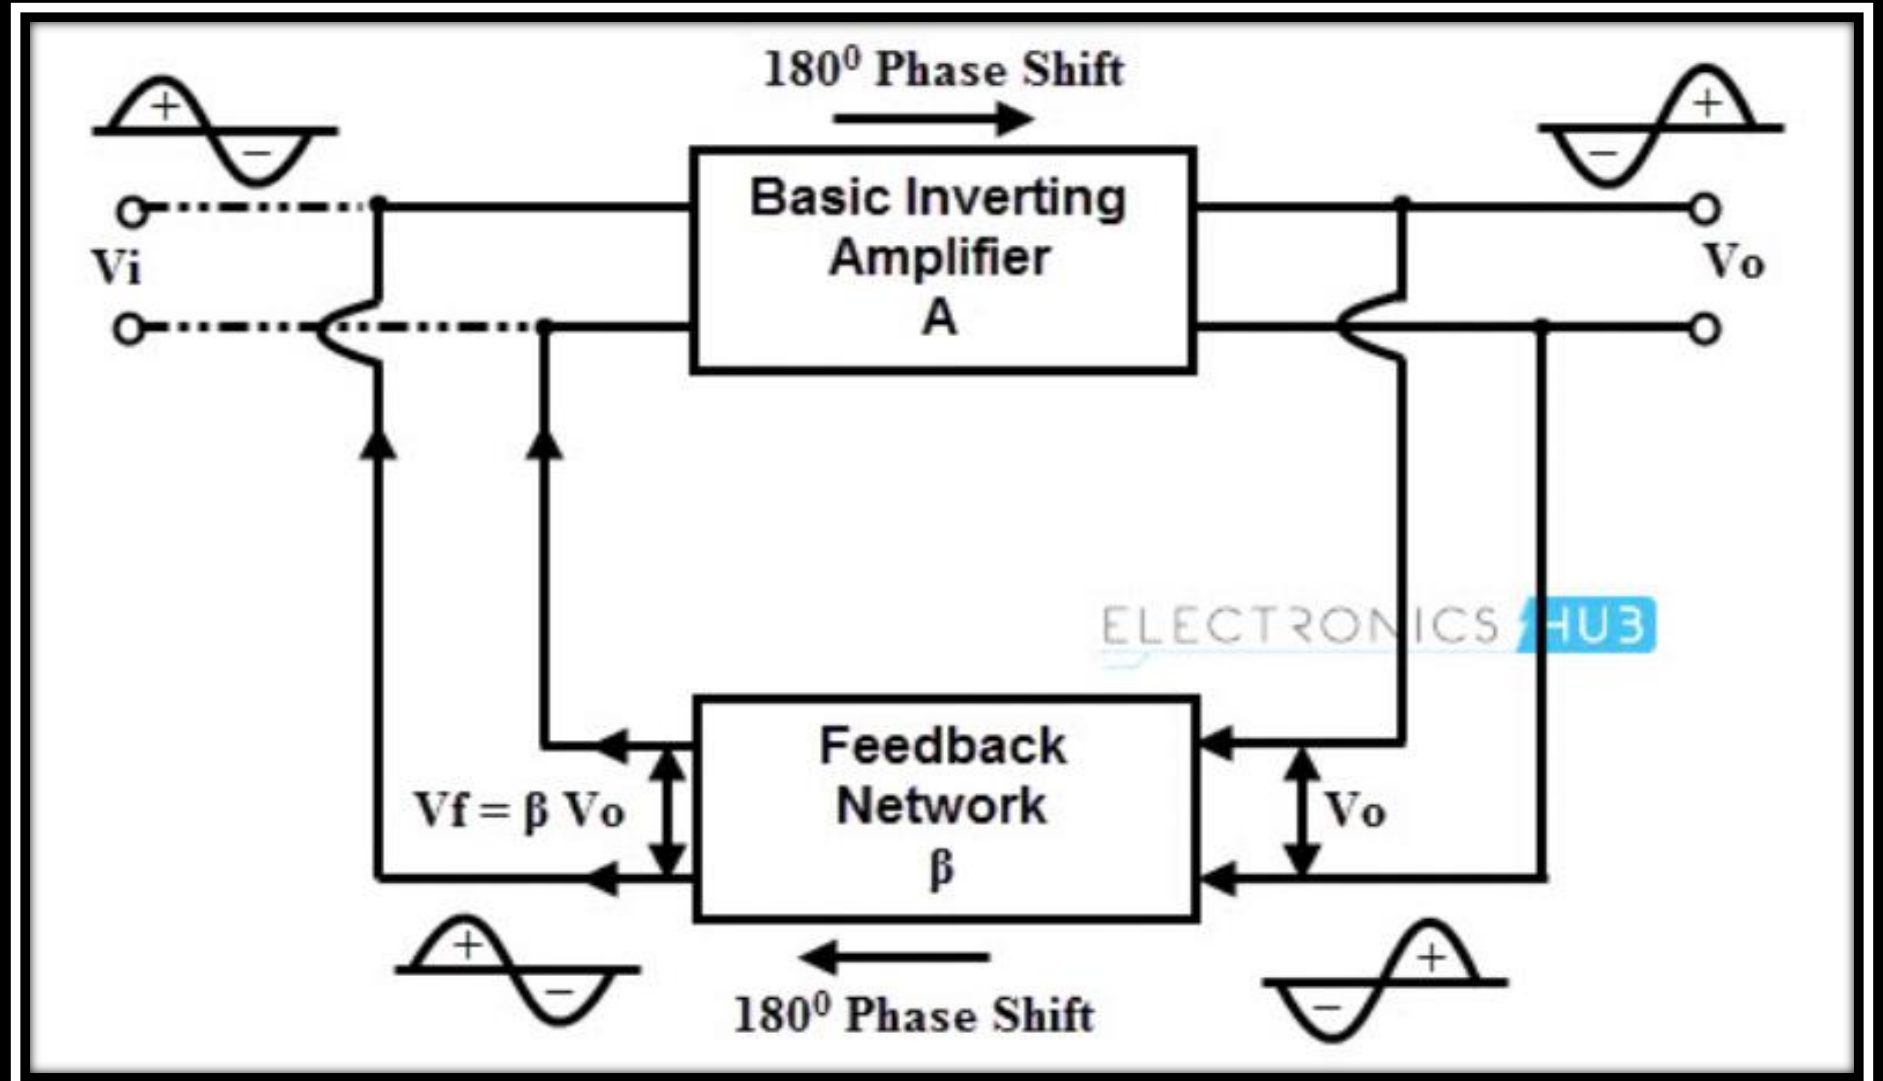 180⁰ Phase Shift
+
−
−
+
Basic Inverting
Amplifier
A
Vi
Vo
ELECTRONICS HUB
Feedback
Network
β
Vf = β Vo
Vo
+
−
−
+
180⁰ Phase Shift